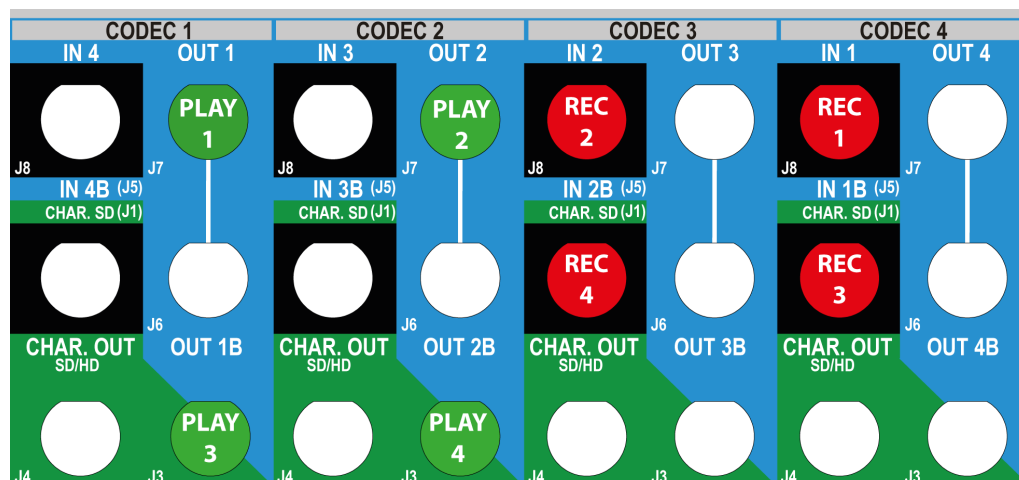 CODEC 1 CODEC 2 CODEC 3 CODEC 4
IN 4 OUT 1 IN 3 OUT 2 IN 2 OUT 3 IN 1 OUT 4
PLAY PLAY REC REC
1 2 2 1
J8 J7 J8 J7 J8 J7 J8 J7
IN 4B (J5) IN 3B (J5) IN 2B (J5) IN 1B (J5)
CHAR. SD (J1) CHAR. SD (J1) CHAR. SD (J1) CHAR. SD (J1)
REC REC
4 3
J6 J6 J6 J6
CHAR. OUT OUT 1B CHAR. OUT OUT 2B CHAR. OUT OUT 3B CHAR. OUT OUT 4B
SD/HD SD/HD SD/HD SD/HD
PLAY PLAY
3 4
J4 J3 J4 J3 J4 J3 J4 J3